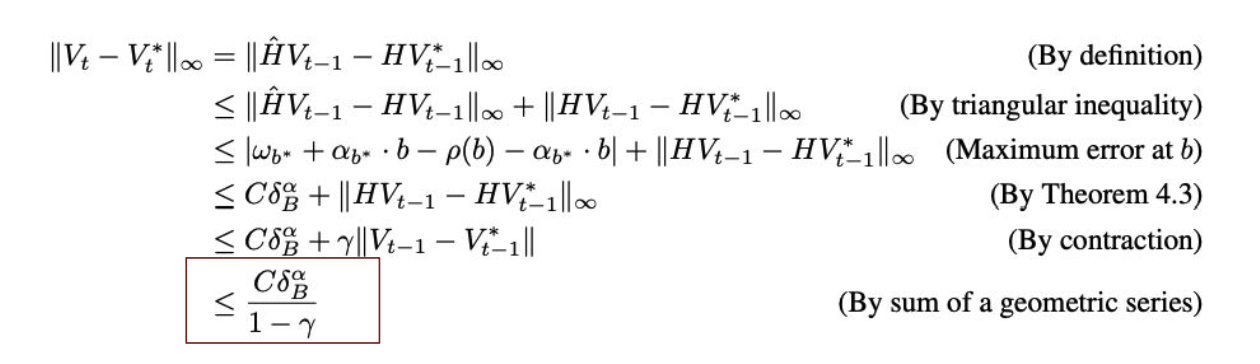 ‖V_t − V_t^*‖_∞ = ‖ĤV_{t−1} − HV_{t−1}^*‖_∞ (By definition)
≤ ‖ĤV_{t−1} − HV_{t−1}‖_∞ + ‖HV_{t−1} − HV_{t−1}^*‖_∞ (By triangular inequality)
≤ |ω_{b^*} + α_{b^*} · b − ρ(b) − α_{b^*} · b| + ‖HV_{t−1} − HV_{t−1}^*‖_∞ (Maximum error at b)
≤ Cδ_B^α + ‖HV_{t−1} − HV_{t−1}^*‖_∞ (By Theorem 4.3)
≤ Cδ_B^α + γ‖V_{t−1} − V_{t−1}^*‖ (By contraction)
≤ \frac{Cδ_B^α}{1 − γ} (By sum of a geometric series)